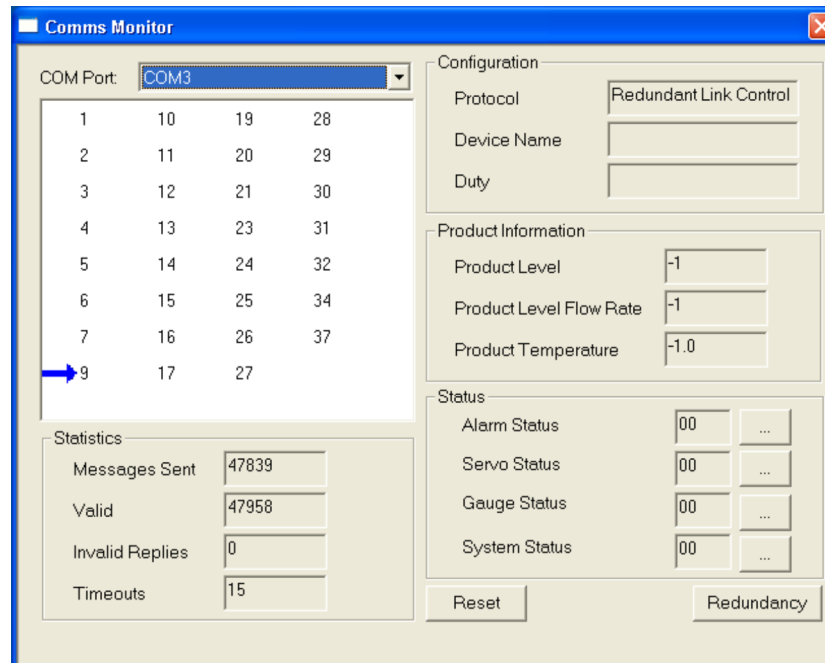 Comms Monitor
COM Port: COM3
1 10 19 28
2 11 20 29
3 12 21 30
4 13 23 31
5 14 24 32
6 15 25 34
7 16 26 37
9 17 27
Statistics
Messages Sent 47839
Valid 47958
Invalid Replies 0
Timeouts 15
Configuration
Protocol Redundant Link Control
Device Name
Duty
Product Information
Product Level -1
Product Level Flow Rate -1
Product Temperature -1.0
Status
Alarm Status 00 ...
Servo Status 00 ...
Gauge Status 00 ...
System Status 00 ...
Reset Redundancy